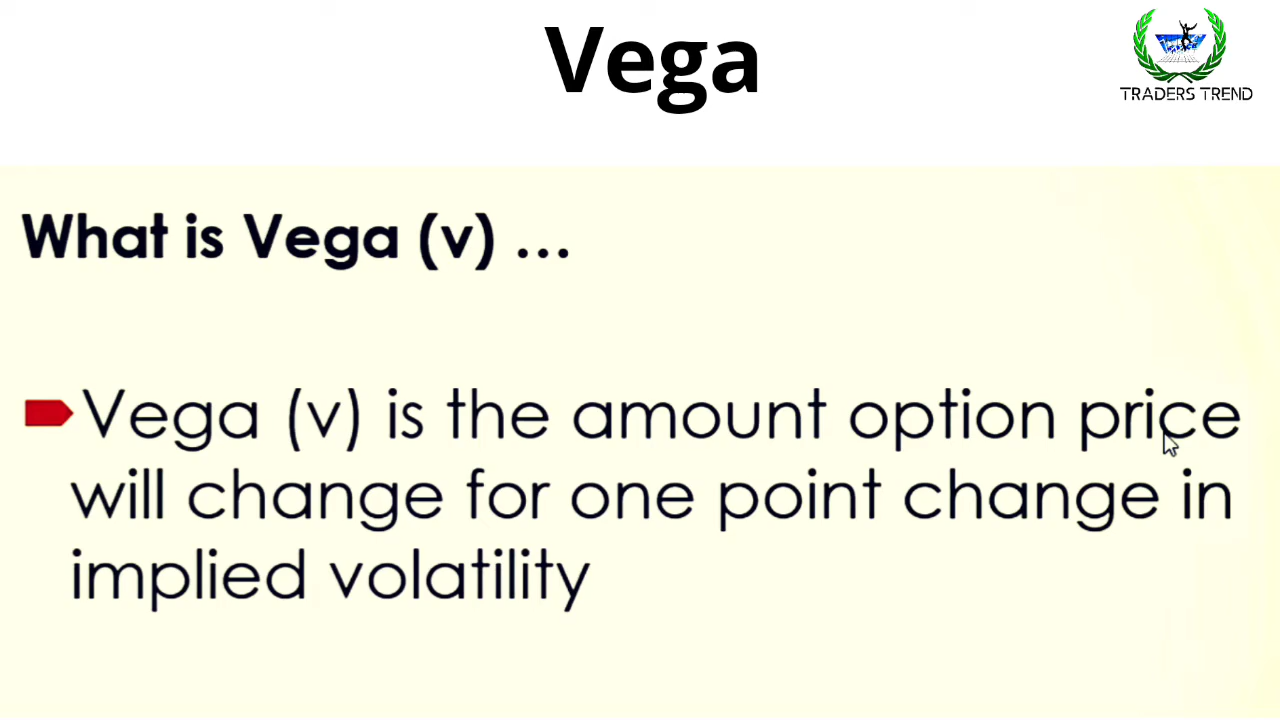 Vega
TRADERS TREND
What is Vega (v) ...
Vega (v) is the amount option price
will change for one point change in
implied volatility